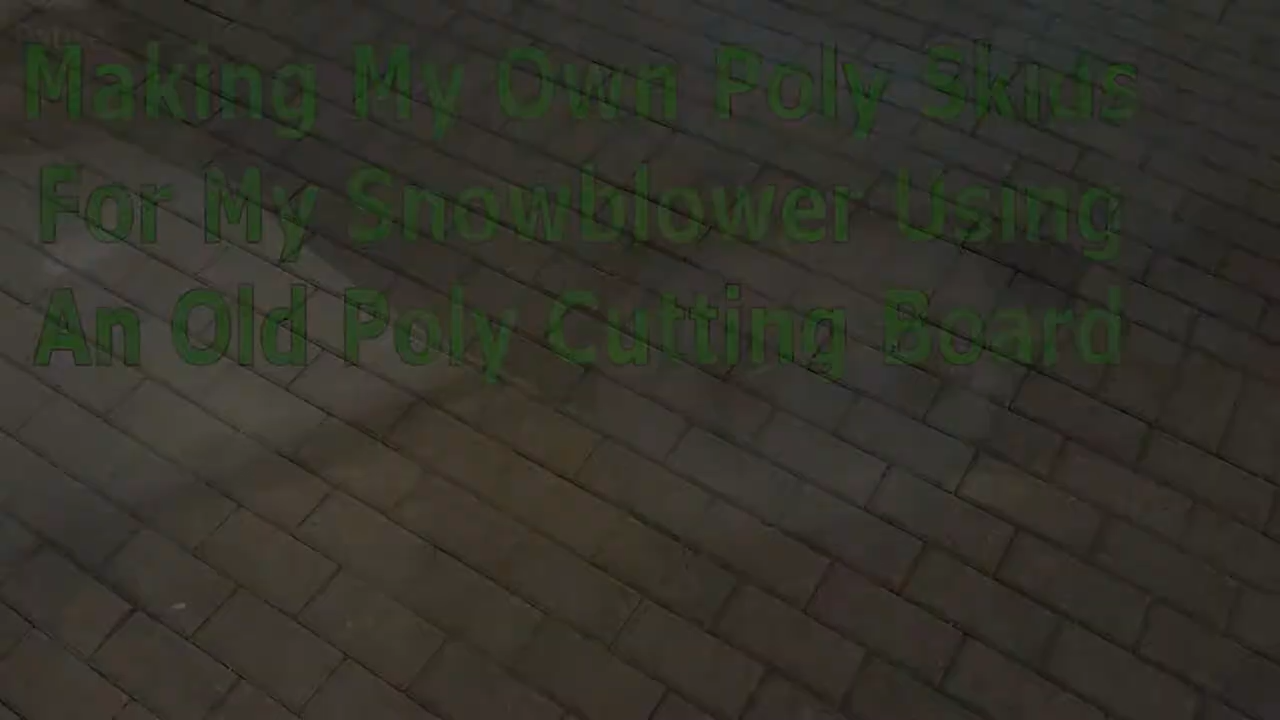 Making My Own Poly Skids
For My Snowblower Using
An Old Poly Cutting Board